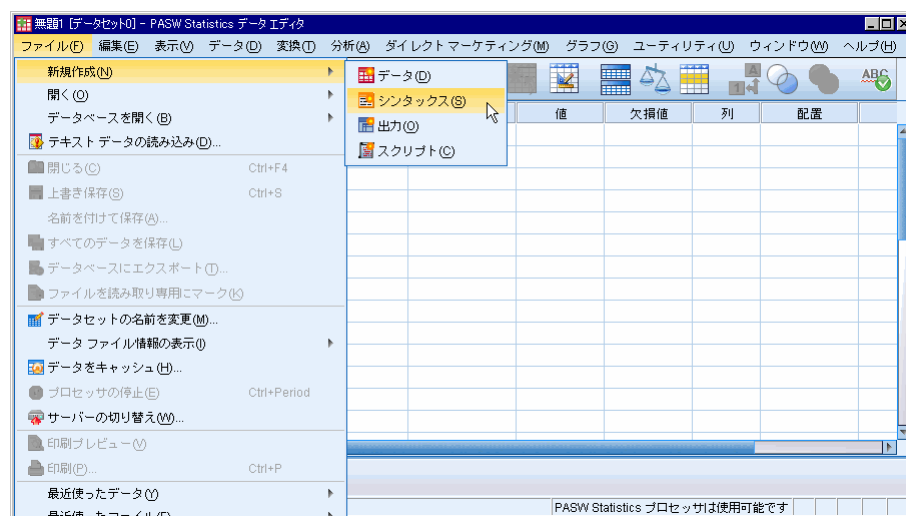 無題1 [データセット0] - PASW Statistics データ エディタ
ファイル(F) 編集(E) 表示(V) データ(D) 変換(T) 分析(A) ダイレクト マーケティング(M) グラフ(G) ユーティリティ(U) ウィンドウ(W) ヘルプ(H)
新規作成(N)
開く(O)
データベースを開く(B)
テキスト データの読み込み(D)...
閉じる(C) Ctrl+F4
上書き保存(S) Ctrl+S
名前を付けて保存(A)...
すべてのデータを保存(L)
データベースにエクスポート(T)...
ファイルを読み取り専用にマーク(K)
データセットの名前を変更(M)...
データ ファイル情報の表示(I)
データをキャッシュ(H)...
プロセッサの停止(E) Ctrl+Period
サーバーの切り替え(W)...
印刷プレビュー(V)
印刷(P)... Ctrl+P
最近使ったデータ(Y)
最近使ったファイル(F)
データ(D)
シンタックス(S)
出力(O)
スクリプト(C)
A
1 4
ABC
値 欠損値 列 配置
PASW Statistics プロセッサは使用可能です